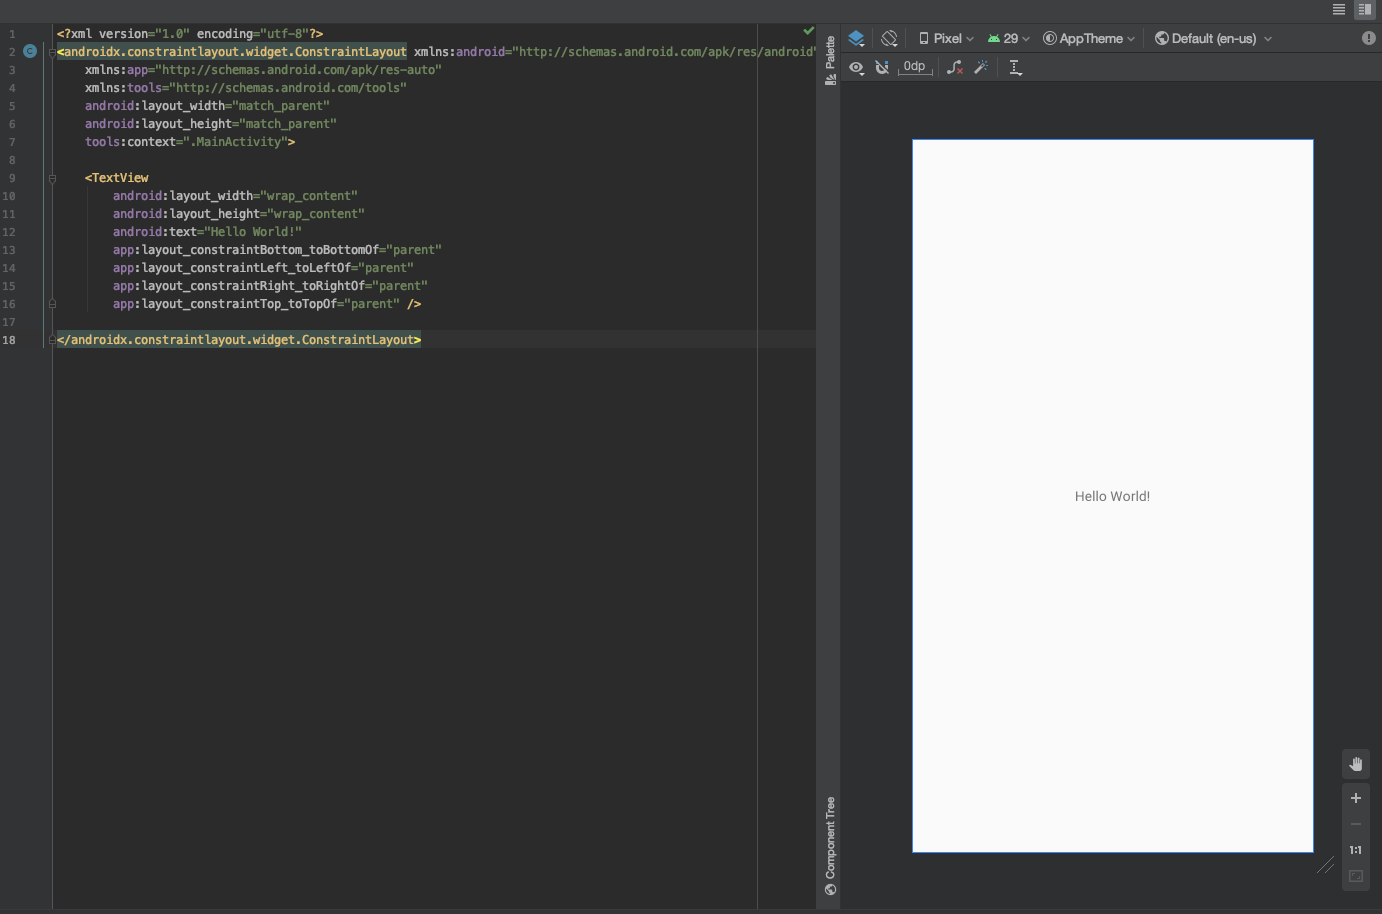 1 <?xml version="1.0" encoding="utf-8"?>
2 <androidx.constraintlayout.widget.ConstraintLayout xmlns:android="http://schemas.android.com/apk/res/android"
3 xmlns:app="http://schemas.android.com/apk/res-auto"
4 xmlns:tools="http://schemas.android.com/tools"
5 android:layout_width="match_parent"
6 android:layout_height="match_parent"
7 tools:context=".MainActivity">
8
9 <TextView
10 android:layout_width="wrap_content"
11 android:layout_height="wrap_content"
12 android:text="Hello World!"
13 app:layout_constraintBottom_toBottomOf="parent"
14 app:layout_constraintLeft_toLeftOf="parent"
15 app:layout_constraintRight_toRightOf="parent"
16 app:layout_constraintTop_toTopOf="parent" />
17
18 </androidx.constraintlayout.widget.ConstraintLayout>
C
Palette
Component Tree
Pixel 29 AppTheme Default (en-us)
0dp
Hello World!
1:1